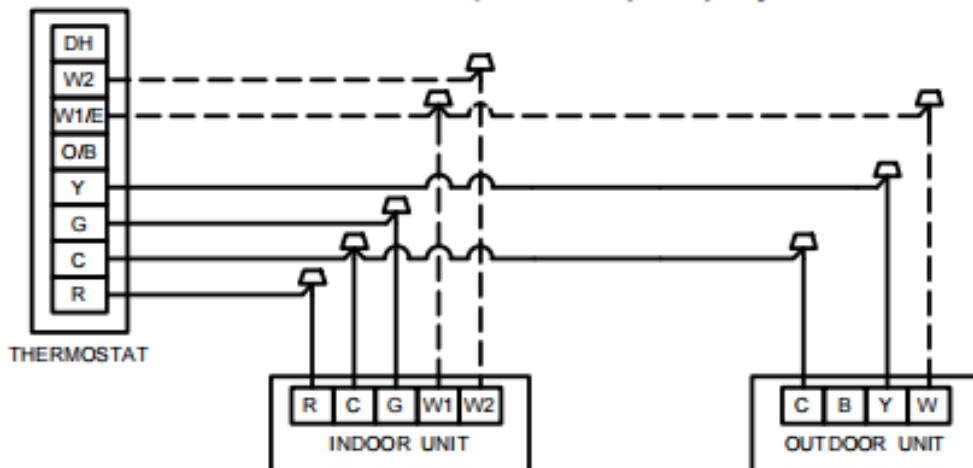 DH
W2
W1/E
O/B
Y
G
C
R
THERMOSTAT
R C G W1 W2
INDOOR UNIT
C B Y W
OUTDOOR UNIT